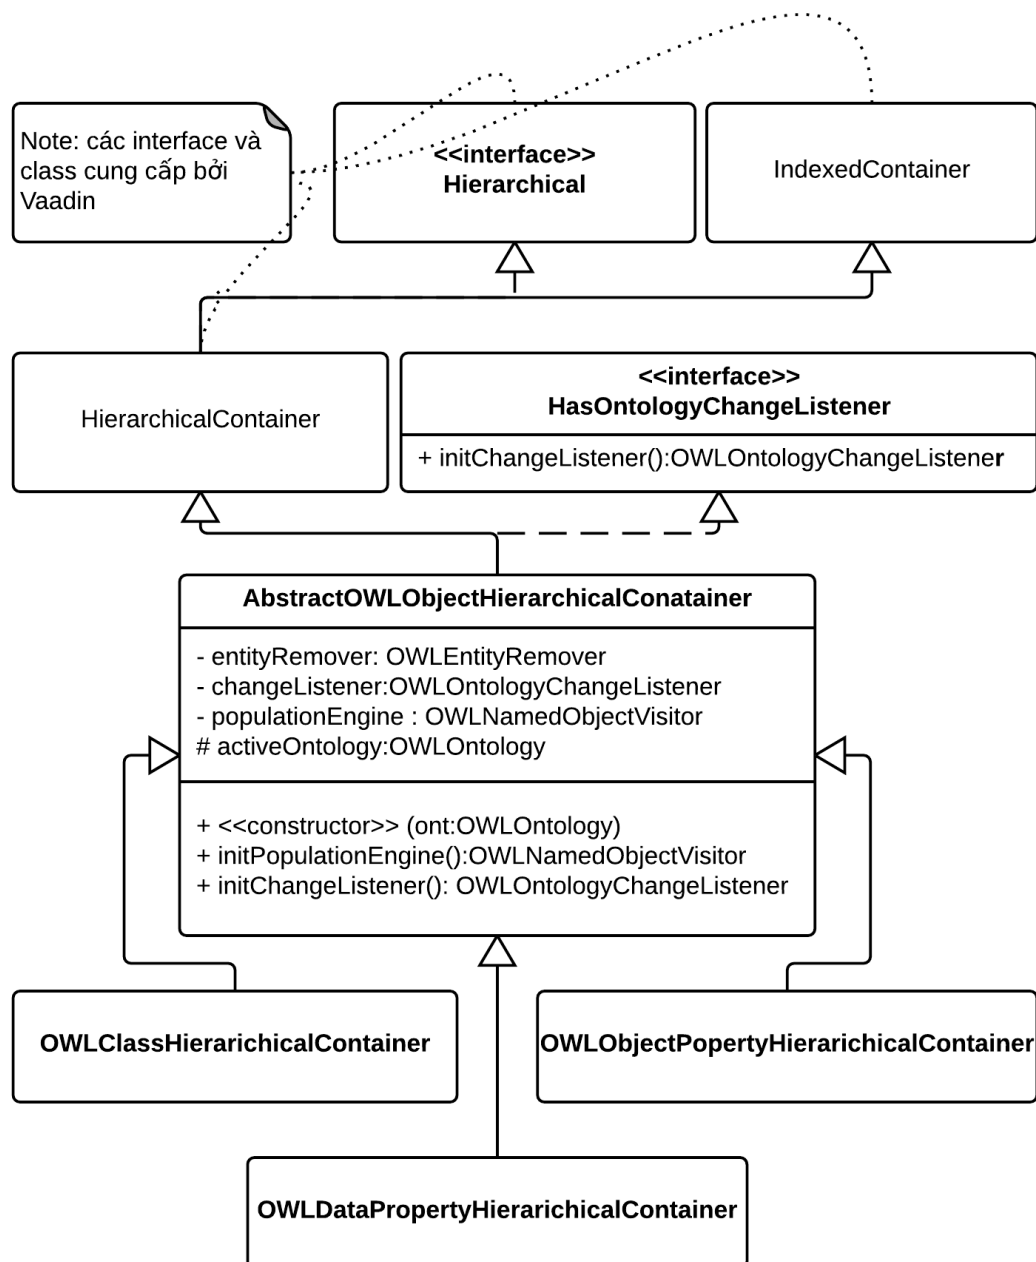 Note: các interface và
class cung cấp bởi
Vaadin
<<interface>>
Hierarchical
IndexedContainer
HierarchicalContainer
<<interface>>
HasOntologyChangeListener
+ initChangeListener():OWLOntologyChangeListener
AbstractOWLObjectHierarchicalConatainer
- entityRemover: OWLEntityRemover
- changeListener:OWLOntologyChangeListener
- populationEngine : OWLNamedObjectVisitor
# activeOntology:OWLOntology
+ <<constructor>> (ont:OWLOntology)
+ initPopulationEngine():OWLNamedObjectVisitor
+ initChangeListener(): OWLOntologyChangeListener
OWLClassHierarichicalContainer
OWLObjectPopertyHierarichicalContainer
OWLDataPropertyHierarichicalContainer